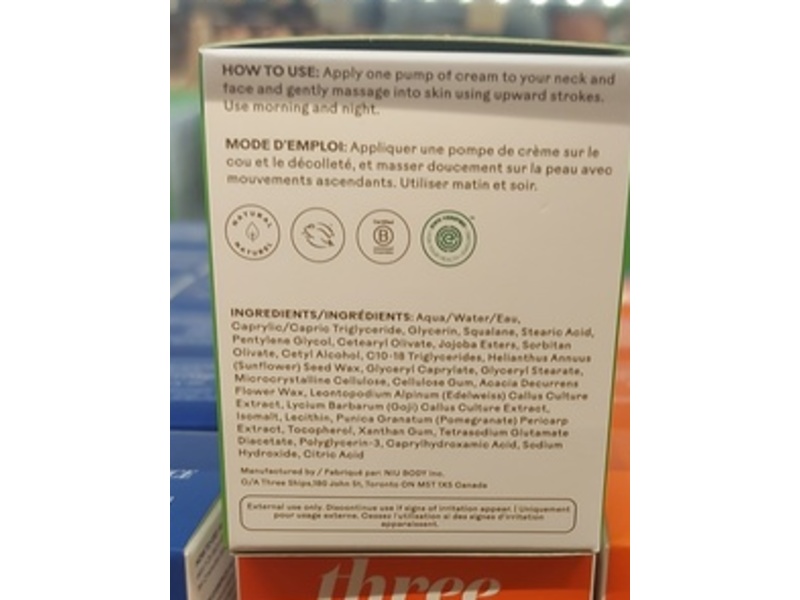 HOW TO USE: Apply one pump of cream to your neck and
face and gently massage into skin using upward strokes.
Use morning and night.
MODE D'EMPLOI: Appliquer une pompe de crème sur le
cou et le décolleté, et masser doucement sur la peau avec
mouvements ascendants. Utiliser matin et soir.
NATURAL
NATUREL
Certified
B
INGREDIENTS/INGRÉDIENTS: Aqua/Water/Eau,
Caprylic/Capric Triglyceride, Glycerin, Squalane, Stearic Acid,
Pentylene Glycol, Cetearyl Olivate, Jojoba Esters, Sorbitan
Olivate, Cetyl Alcohol, C10-18 Triglycerides, Helianthus Annuus
(Sunflower) Seed Wax, Glyceryl Caprylate, Glyceryl Stearate,
Microcrystalline Cellulose, Cellulose Gum, Acacia Decurrens
Flower Wax, Leontopodium Alpinum (Edelweiss) Callus Culture
Extract, Lycium Barbarum (Goji) Callus Culture Extract,
Isomalt, Lecithin, Punica Granatum (Pomegranate) Pericarp
Extract, Tocopherol, Xanthan Gum, Tetrasodium Glutamate
Diacetate, Polyglycerin-3, Caprylhydroxamic Acid, Sodium
Hydroxide, Citric Acid
Manufactured by / Fabriqué par: NIU BODY Inc.
O/A Three Ships, 180 John St, Toronto ON M5T 1X5 Canada
External use only. Discontinue use if signs of irritation appear. | Uniquement
pour usage externe. Cessez l'utilisation si des signes d'irritation
apparaissent.
three